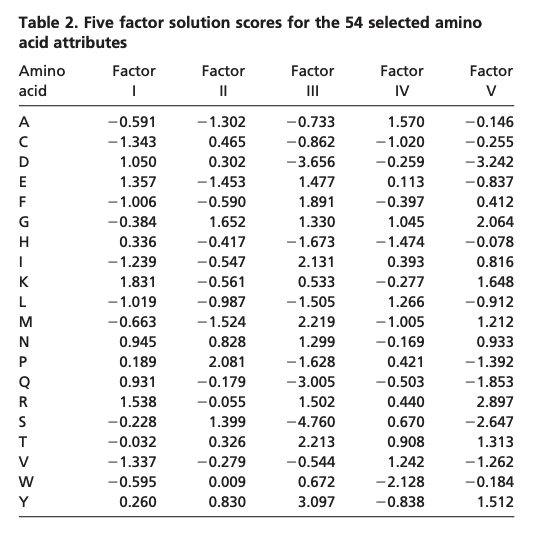 Table 2. Five factor solution scores for the 54 selected amino
acid attributes
Amino Factor Factor Factor Factor Factor
acid I II III IV V
A −0.591 −1.302 −0.733 1.570 −0.146
C −1.343 0.465 −0.862 −1.020 −0.255
D 1.050 0.302 −3.656 −0.259 −3.242
E 1.357 −1.453 1.477 0.113 −0.837
F −1.006 −0.590 1.891 −0.397 0.412
G −0.384 1.652 1.330 1.045 2.064
H 0.336 −0.417 −1.673 −1.474 −0.078
I −1.239 −0.547 2.131 0.393 0.816
K 1.831 −0.561 0.533 −0.277 1.648
L −1.019 −0.987 −1.505 1.266 −0.912
M −0.663 −1.524 2.219 −1.005 1.212
N 0.945 0.828 1.299 −0.169 0.933
P 0.189 2.081 −1.628 0.421 −1.392
Q 0.931 −0.179 −3.005 −0.503 −1.853
R 1.538 −0.055 1.502 0.440 2.897
S −0.228 1.399 −4.760 0.670 −2.647
T −0.032 0.326 2.213 0.908 1.313
V −1.337 −0.279 −0.544 1.242 −1.262
W −0.595 0.009 0.672 −2.128 −0.184
Y 0.260 0.830 3.097 −0.838 1.512